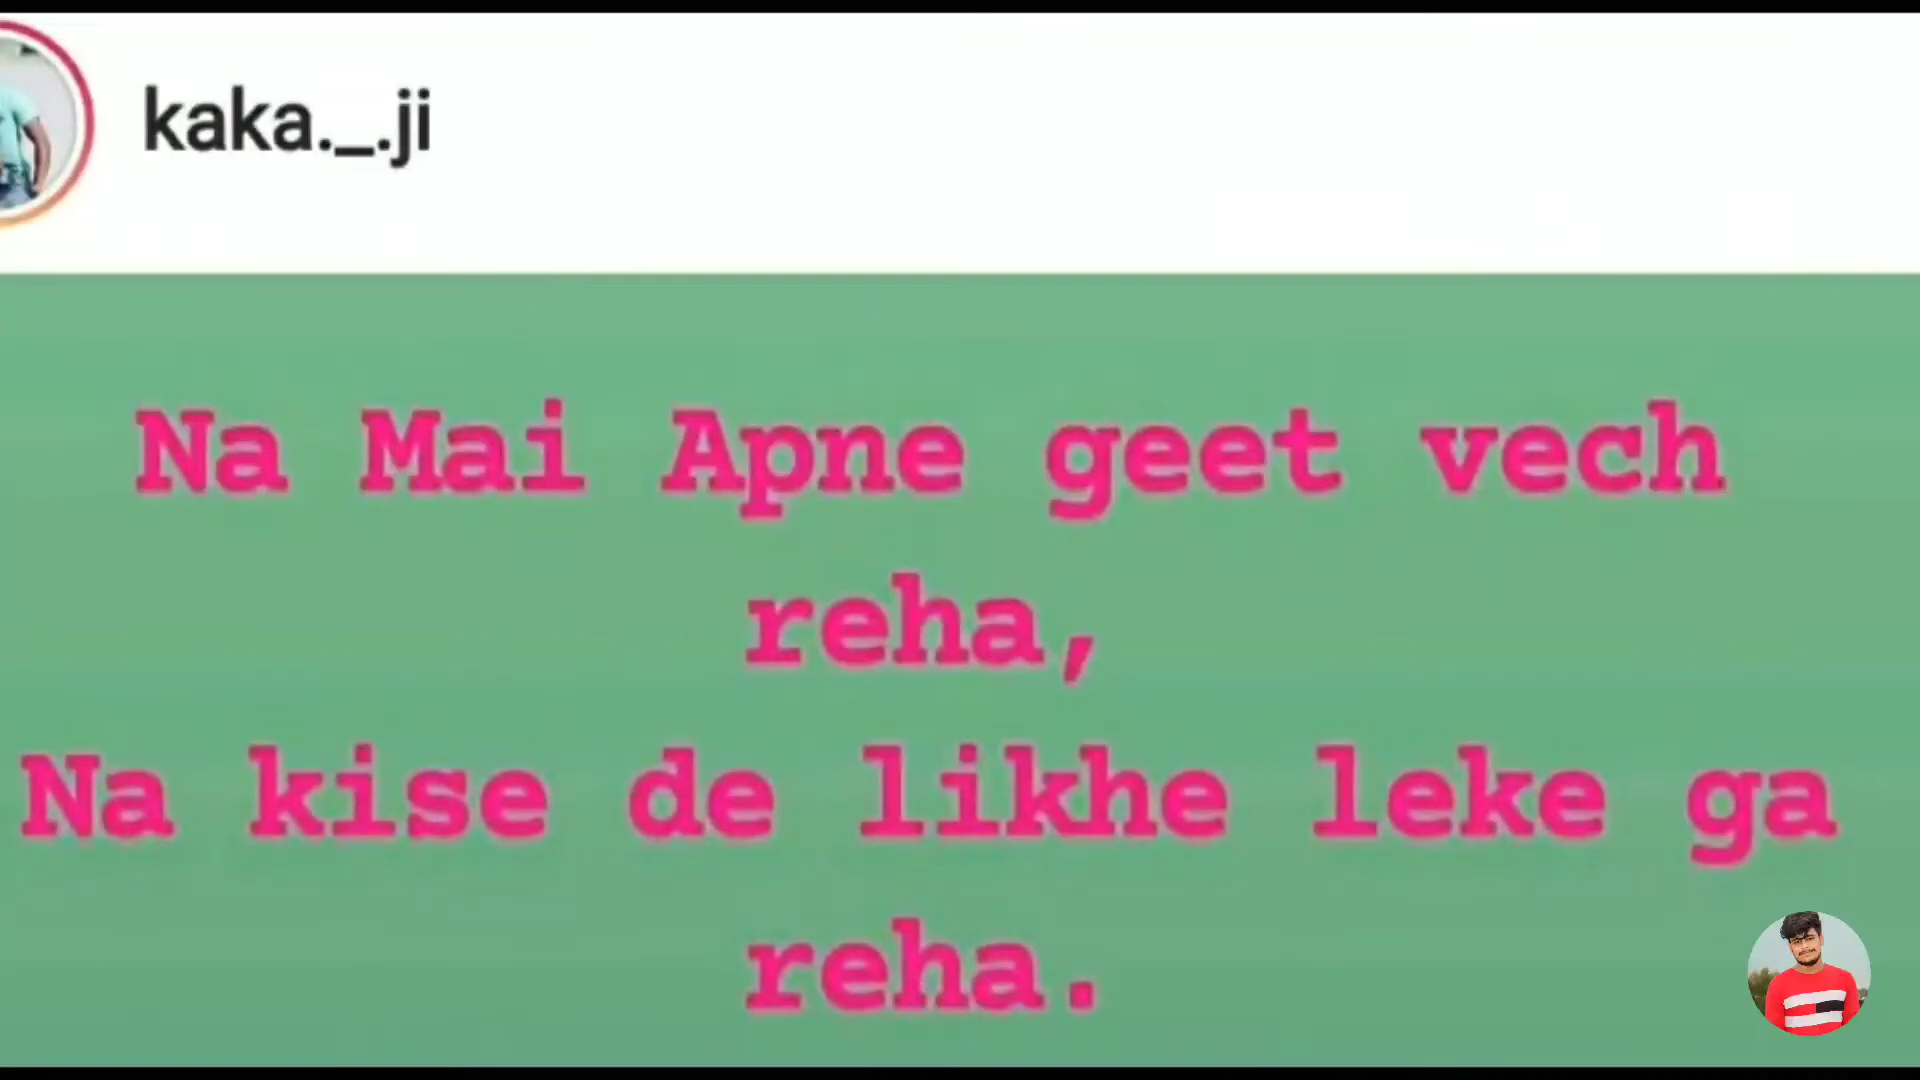 kaka._.ji
Na Mai Apne geet vech
reha,
Na kise de likhe leke ga
reha.